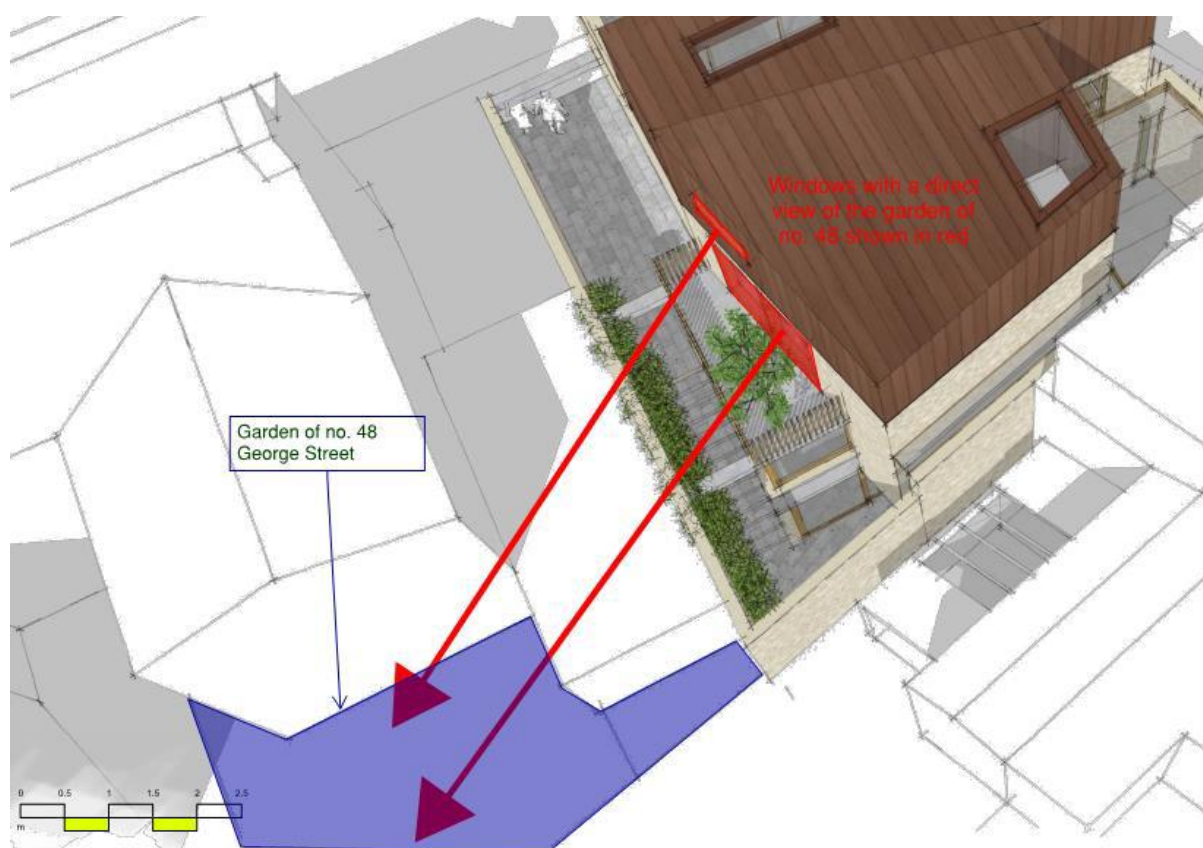 Windows with a direct
view of the garden of
no. 48 shown in red
Garden of no. 48
George Street
0 0.5 1 1.5 2 2.5
m